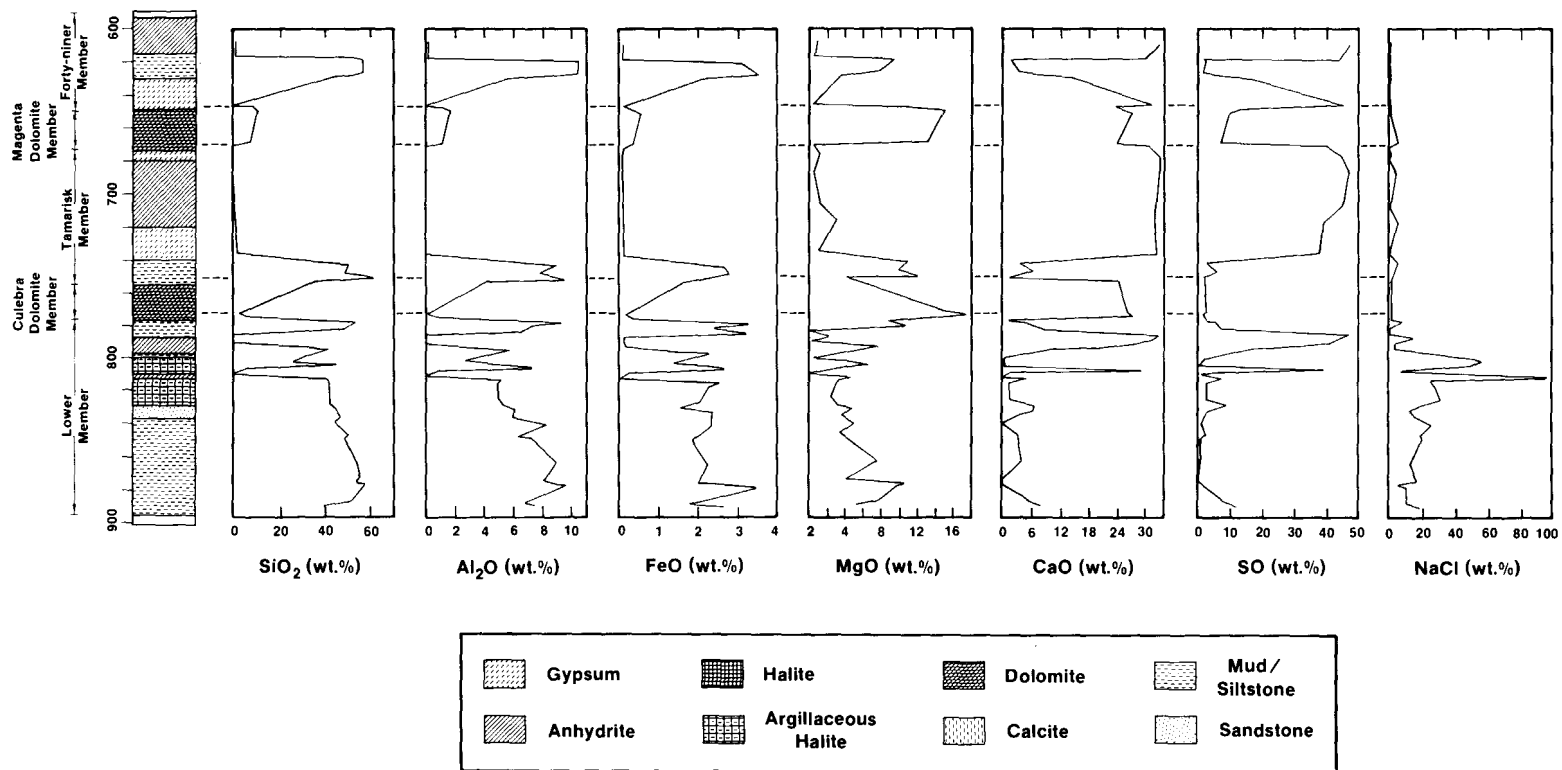 600
700
800
900
Forty-niner
Member
Magenta
Dolomite
Member
Tamarisk
Member
Culebra
Dolomite
Member
Lower
Member
0 20 40 60
SiO2 (wt.%)
0 2 4 6 8 10
Al2O (wt.%)
0 1 2 3 4
FeO (wt.%)
2 4 8 12 16
MgO (wt.%)
0 6 12 18 24 30
CaO (wt.%)
0 10 20 30 40 50
SO (wt.%)
0 20 40 60 80 100
NaCl (wt.%)
Gypsum
Halite
Dolomite
Mud/
Siltstone
Anhydrite
Argillaceous
Halite
Calcite
Sandstone